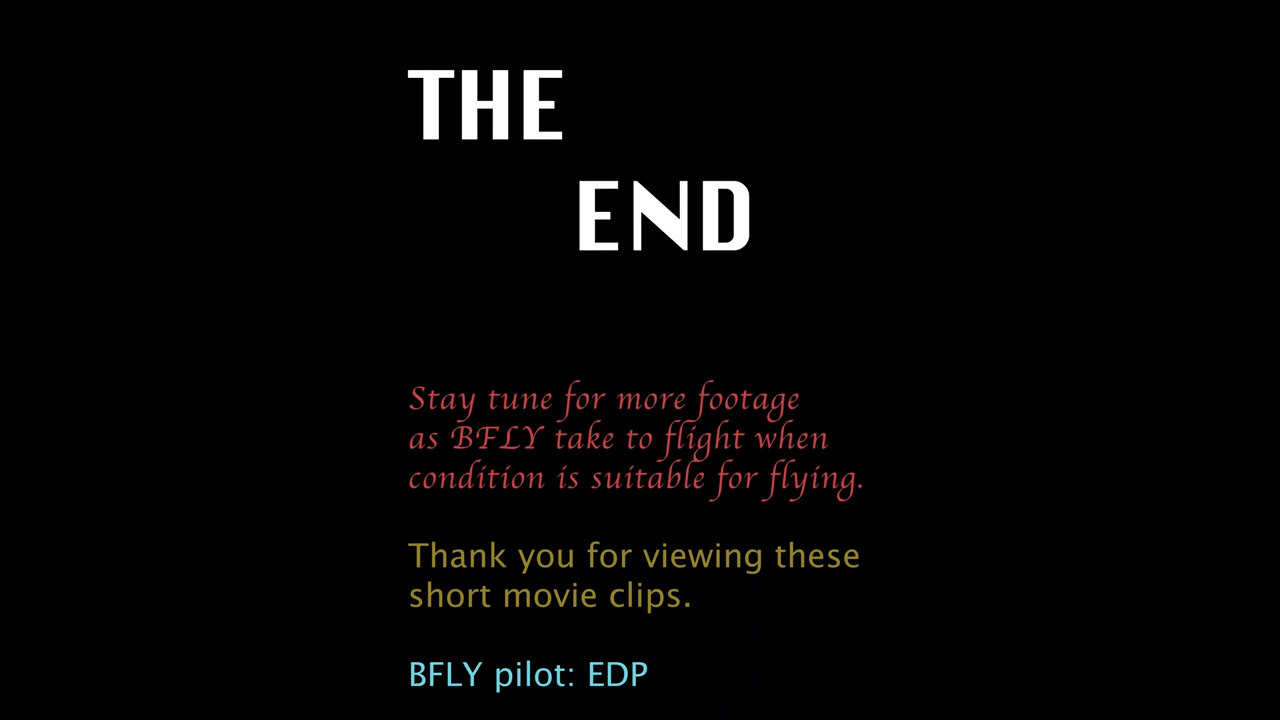 THE
END
Stay tune for more footage
as BFLY take to flight when
condition is suitable for flying.
Thank you for viewing these
short movie clips.
BFLY pilot: EDP